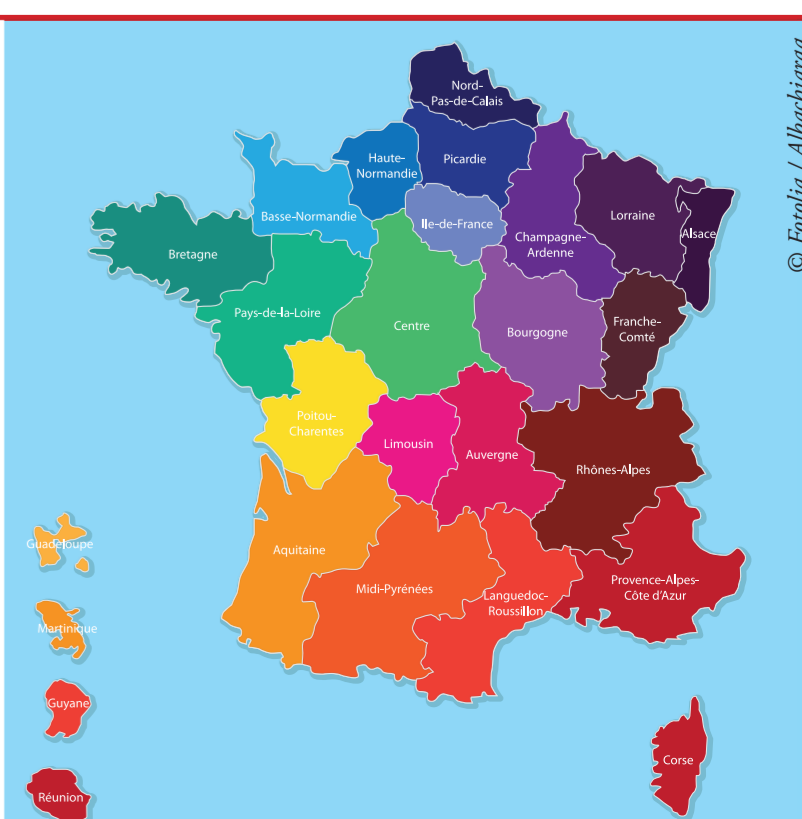 Nord-
Pas-de-Calais
Haute-
Normandie
Picardie
Basse-Normandie
Ile-de-France
Champagne-
Ardenne
Lorraine
Alsace
Bretagne
Pays-de-la-Loire
Centre
Bourgogne
Franche-
Comté
Poitou-
Charentes
Limousin
Auvergne
Rhônes-Alpes
Aquitaine
Midi-Pyrénées
Languedoc-
Roussillon
Provence-Alpes-
Côte d'Azur
Guadeloupe
Martinique
Guyane
Réunion
Corse
© Fotolia / Albachiaraa